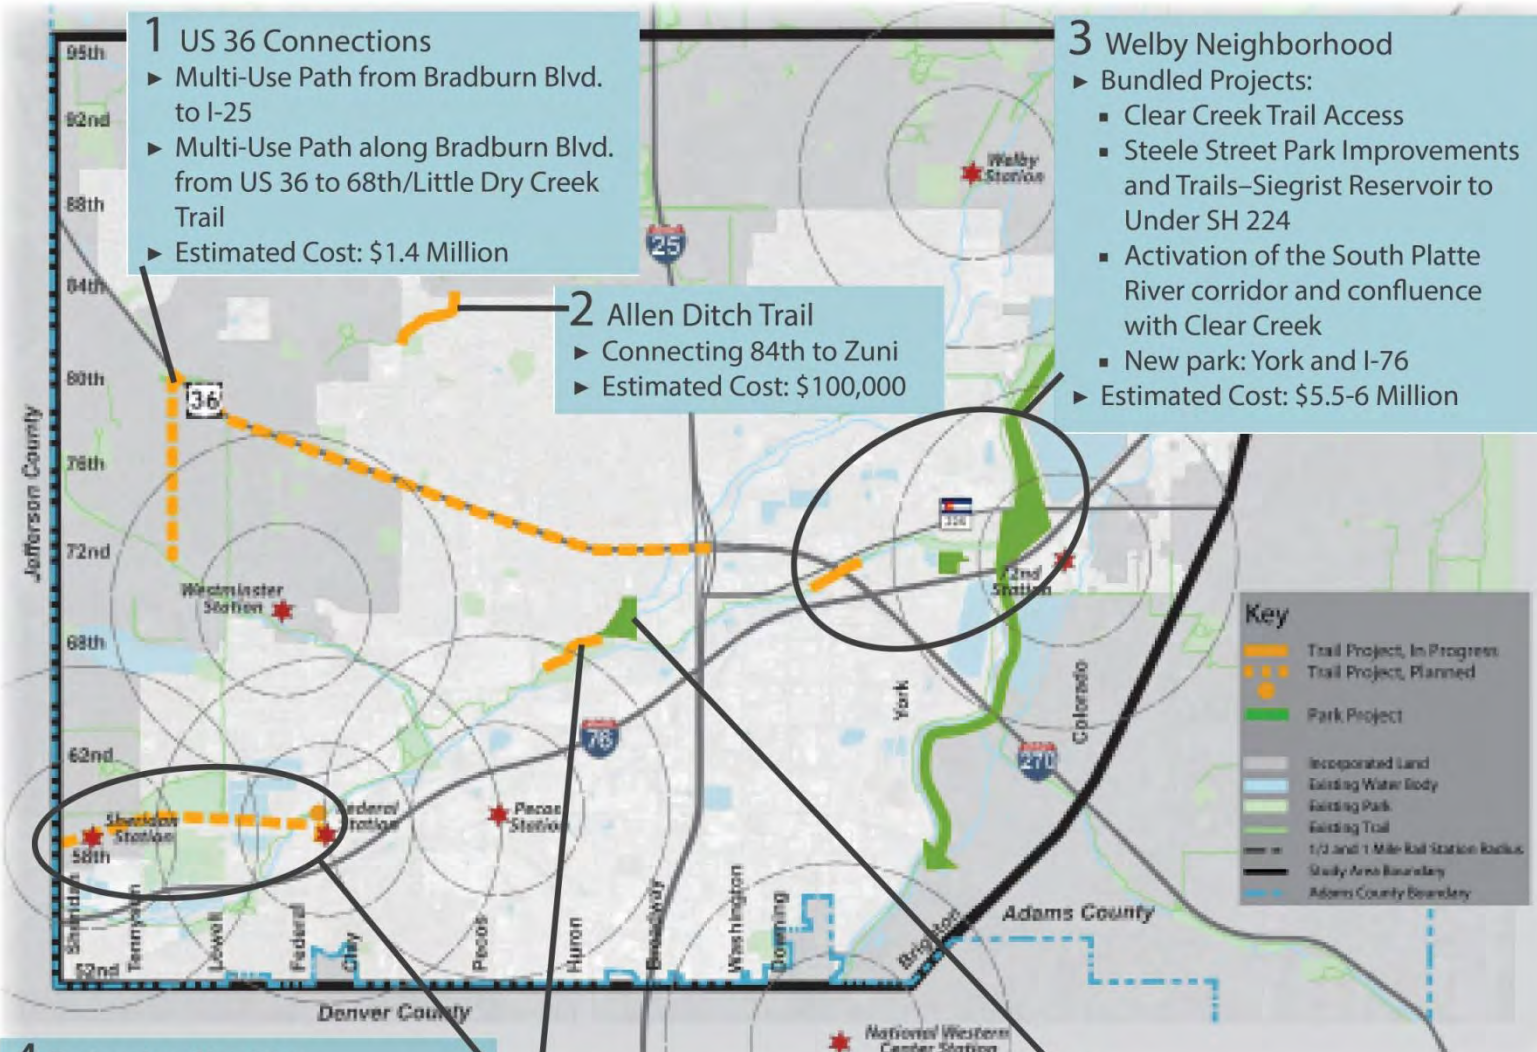 1 US 36 Connections
► Multi-Use Path from Bradburn Blvd.
to I-25
► Multi-Use Path along Bradburn Blvd.
from US 36 to 68th/Little Dry Creek
Trail
► Estimated Cost: $1.4 Million
2 Allen Ditch Trail
► Connecting 84th to Zuni
► Estimated Cost: $100,000
3 Welby Neighborhood
► Bundled Projects:
▪ Clear Creek Trail Access
▪ Steele Street Park Improvements
and Trails–Siegrist Reservoir to
Under SH 224
▪ Activation of the South Platte
River corridor and confluence
with Clear Creek
▪ New park: York and I-76
► Estimated Cost: $5.5-6 Million
95th
92nd
88th
84th
80th
76th
72nd
68th
62nd
58th
52nd
Jefferson County
25
36
224
76
270
Welby
Station
Westminster
Station
72nd
Station
Sheridan
Station
Federal
Station
Pecos
Station
York
Colorado
Sheridan
Tennyson
Lowell
Federal
Clay
Pecos
Huron
Broadway
Washington
Downing
Brighton
Adams County
Denver County
National Western
Center Station
Key
Trail Project, In Progress
Trail Project, Planned
Park Project
Incorporated Land
Existing Water Body
Existing Park
Existing Trail
1/2 and 1 Mile Rail Station Radius
Study Area Boundary
Adams County Boundary